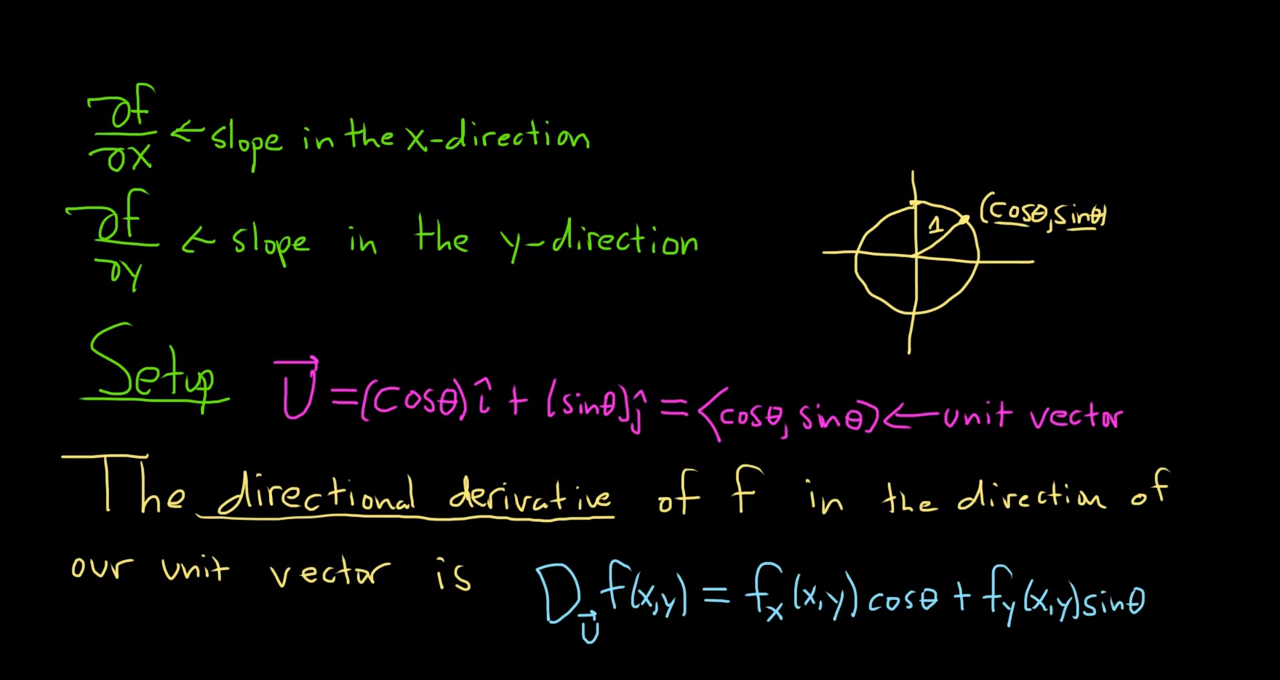 ∂f/∂x ← slope in the x-direction
∂f/∂y ← slope in the y-direction
(cosθ, sinθ)
1
Setup U⃗ = (cosθ)î + (sinθ)ĵ = ⟨cosθ, sinθ⟩ ← unit vector
The directional derivative of f in the direction of
our unit vector is D_U⃗ f(x,y) = f_x(x,y)cosθ + f_y(x,y)sinθ